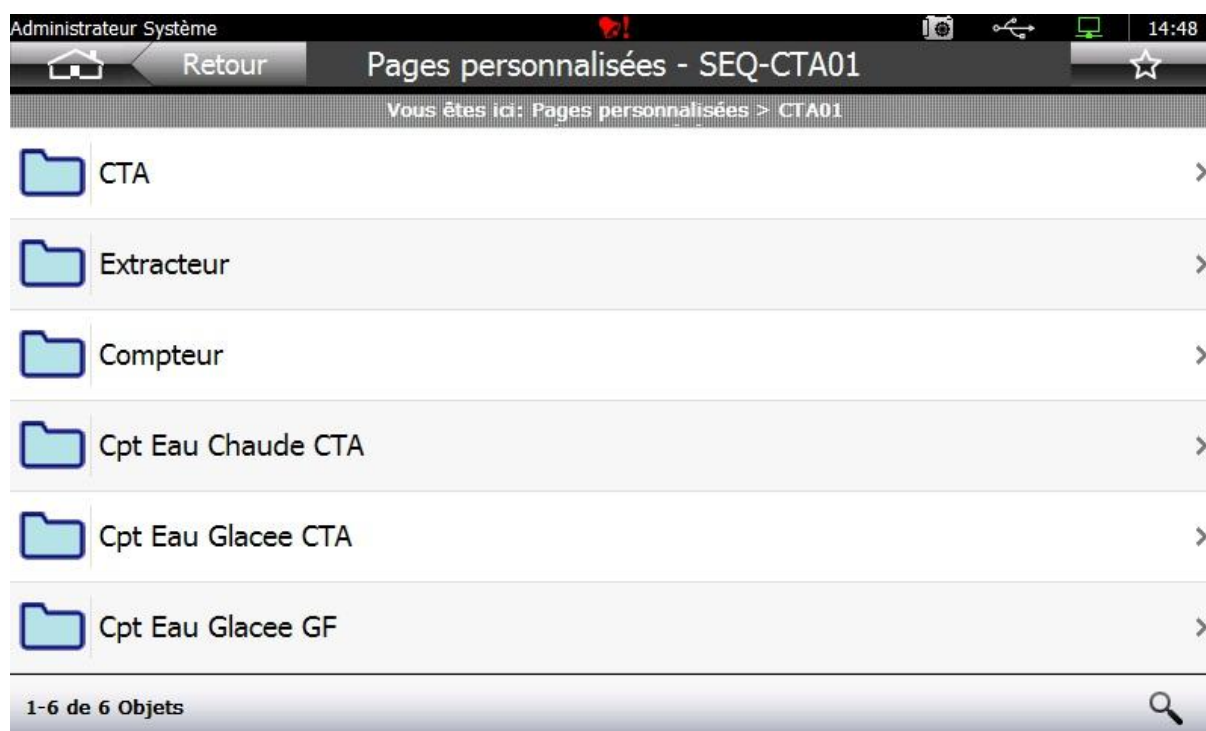 Administrateur Système
14:48
Retour
Pages personnalisées - SEQ-CTA01
Vous êtes ici: Pages personnalisées > CTA01
CTA
Extracteur
Compteur
Cpt Eau Chaude CTA
Cpt Eau Glacee CTA
Cpt Eau Glacee GF
1-6 de 6 Objets